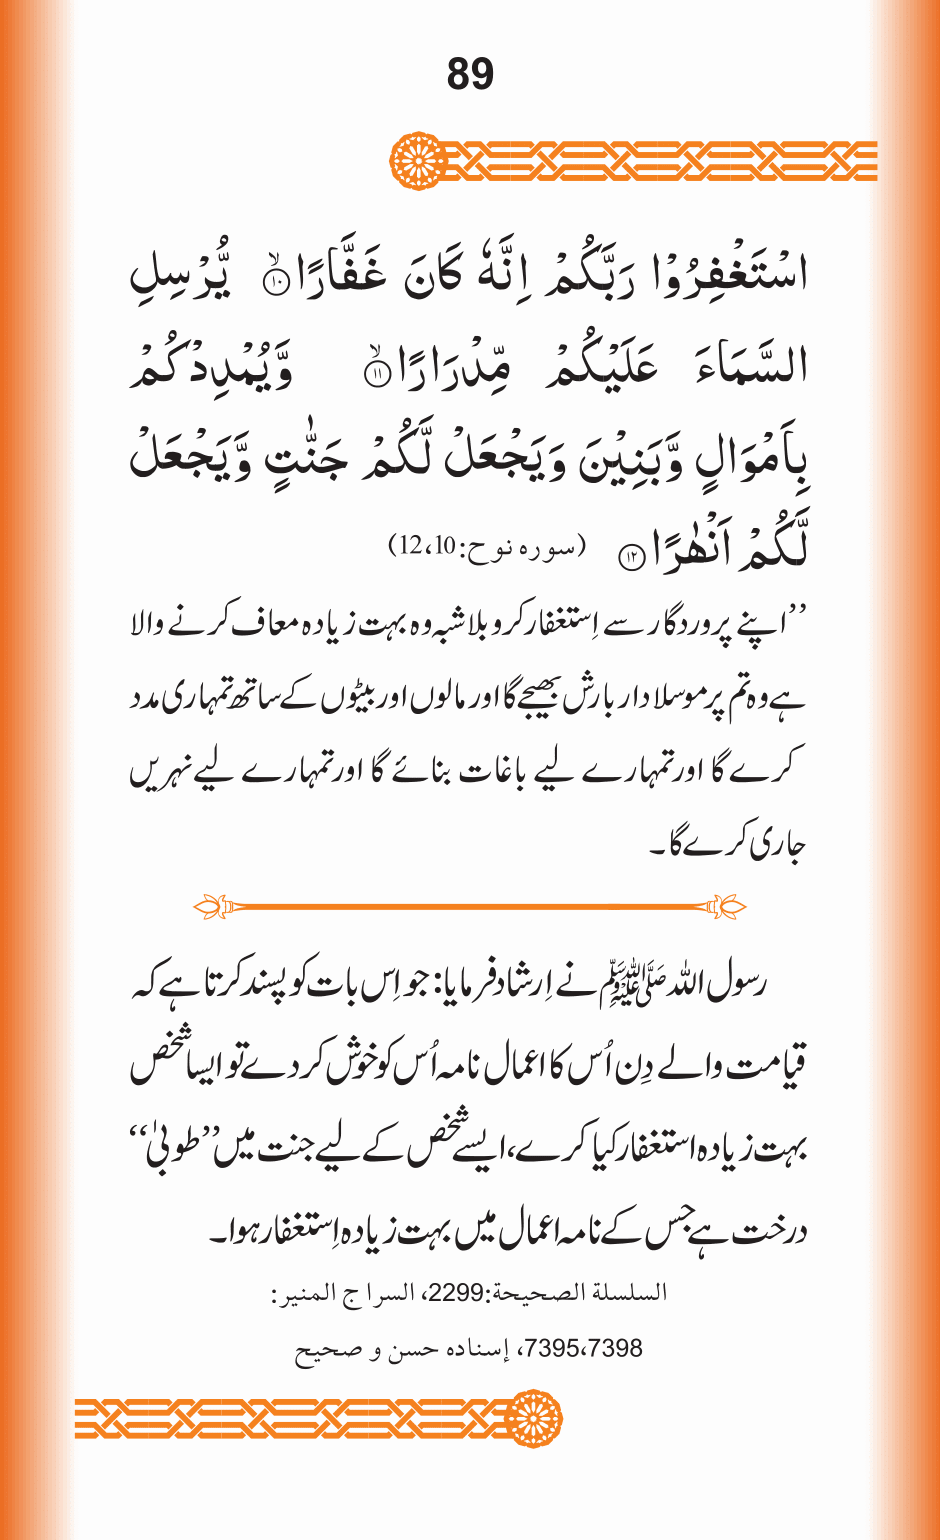 89
اسْتَغْفِرُوْا رَبَّكُمْ اِنَّهٗ كَانَ غَفَّارًا ۙ۱۰ يُّرْسِلِ
السَّمَآءَ عَلَيْكُمْ مِّدْرَارًا ۙ۱۱ وَّيُمْدِدْكُمْ
بِاَمْوَالٍ وَّبَنِيْنَ وَيَجْعَلْ لَّكُمْ جَنّٰتٍ وَّيَجْعَلْ
لَّكُمْ اَنْهٰرًا ۱۲ (سورہ نوح:12،10)
’’اپنے پروردگار سے اِستغفار کرو بلاشبہ وہ بہت زیادہ معاف کرنے والا
ہے وہ تم پر موسلا دار بارش بھیجے گا اور مالوں اور بیٹوں کے ساتھ تمہاری مدد
کرے گا اور تمہارے لیے باغات بنائے گا اور تمہارے لیے نہریں
جاری کرے گا۔
رسول اللہ ﷺ نے اِرشاد فرمایا: جو اِس بات کو پسند کرتا ہے کہ
قیامت والے دِن اُس کا اعمال نامہ اُس کو خوش کر دے تو ایسا شخص
بہت زیادہ استغفار کیا کرے، ایسے شخص کے لیے جنت میں ’’طوبیٰ‘‘
درخت ہے جس کے نامہ اعمال میں بہت زیادہ اِستغفار ہوا۔
السلسلة الصحيحة:2299، السراج المنير:
7395،7398، إسناده حسن و صحيح